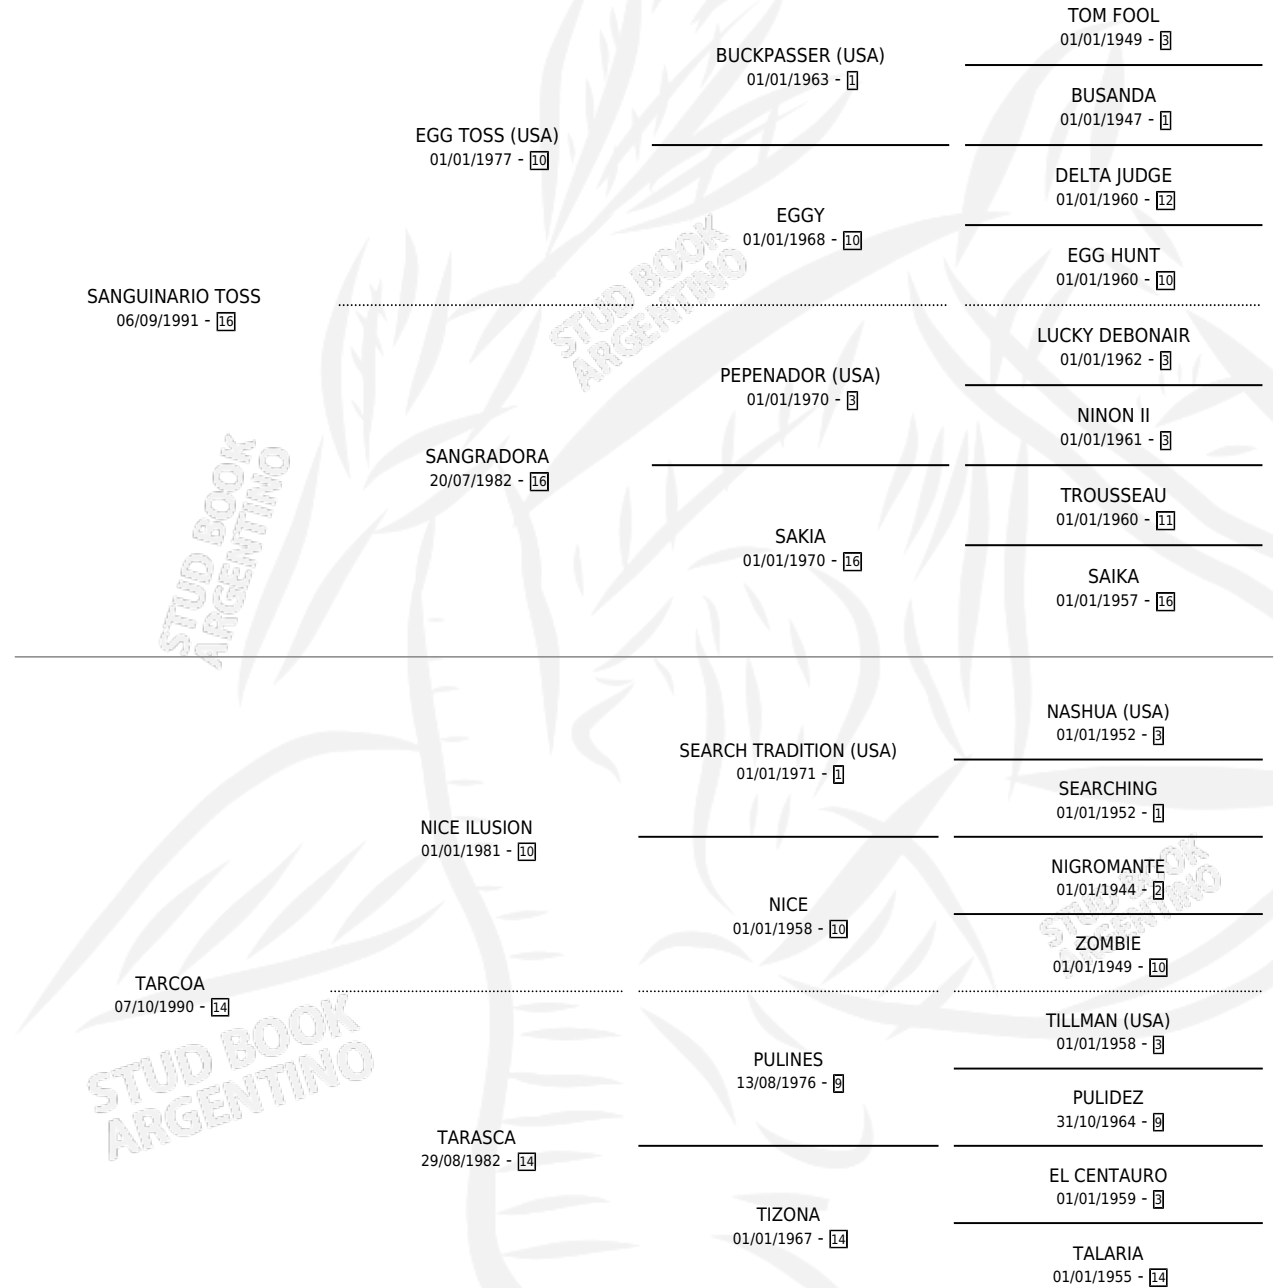 TOM FOOL
01/01/1949 - 3
BUCKPASSER (USA)
01/01/1963 - 1
BUSANDA
01/01/1947 - 1
EGG TOSS (USA)
01/01/1977 - 10
DELTA JUDGE
01/01/1960 - 12
EGGY
01/01/1968 - 10
EGG HUNT
01/01/1960 - 10
SANGUINARIO TOSS
06/09/1991 - 16
STUD BOOK
ARGENTINO
LUCKY DEBONAIR
01/01/1962 - 3
PEPENADOR (USA)
01/01/1970 - 3
NINON II
01/01/1961 - 3
SANGRADORA
20/07/1982 - 16
TROUSSEAU
01/01/1960 - 11
SAKIA
01/01/1970 - 16
SAIKA
01/01/1957 - 16
STUD BOOK
ARGENTINO
NASHUA (USA)
01/01/1952 - 3
SEARCH TRADITION (USA)
01/01/1971 - 1
SEARCHING
01/01/1952 - 1
NICE ILUSION
01/01/1981 - 10
NIGROMANTE
01/01/1944 - 2
NICE
01/01/1958 - 10
STUD BOOK
ARGENTINO
ZOMBIE
01/01/1949 - 10
TARCOA
07/10/1990 - 14
STUD BOOK
ARGENTINO
TILLMAN (USA)
01/01/1958 - 3
PULINES
13/08/1976 - 9
PULIDEZ
31/10/1964 - 9
TARASCA
29/08/1982 - 14
EL CENTAURO
01/01/1959 - 3
TIZONA
01/01/1967 - 14
TALARIA
01/01/1955 - 14